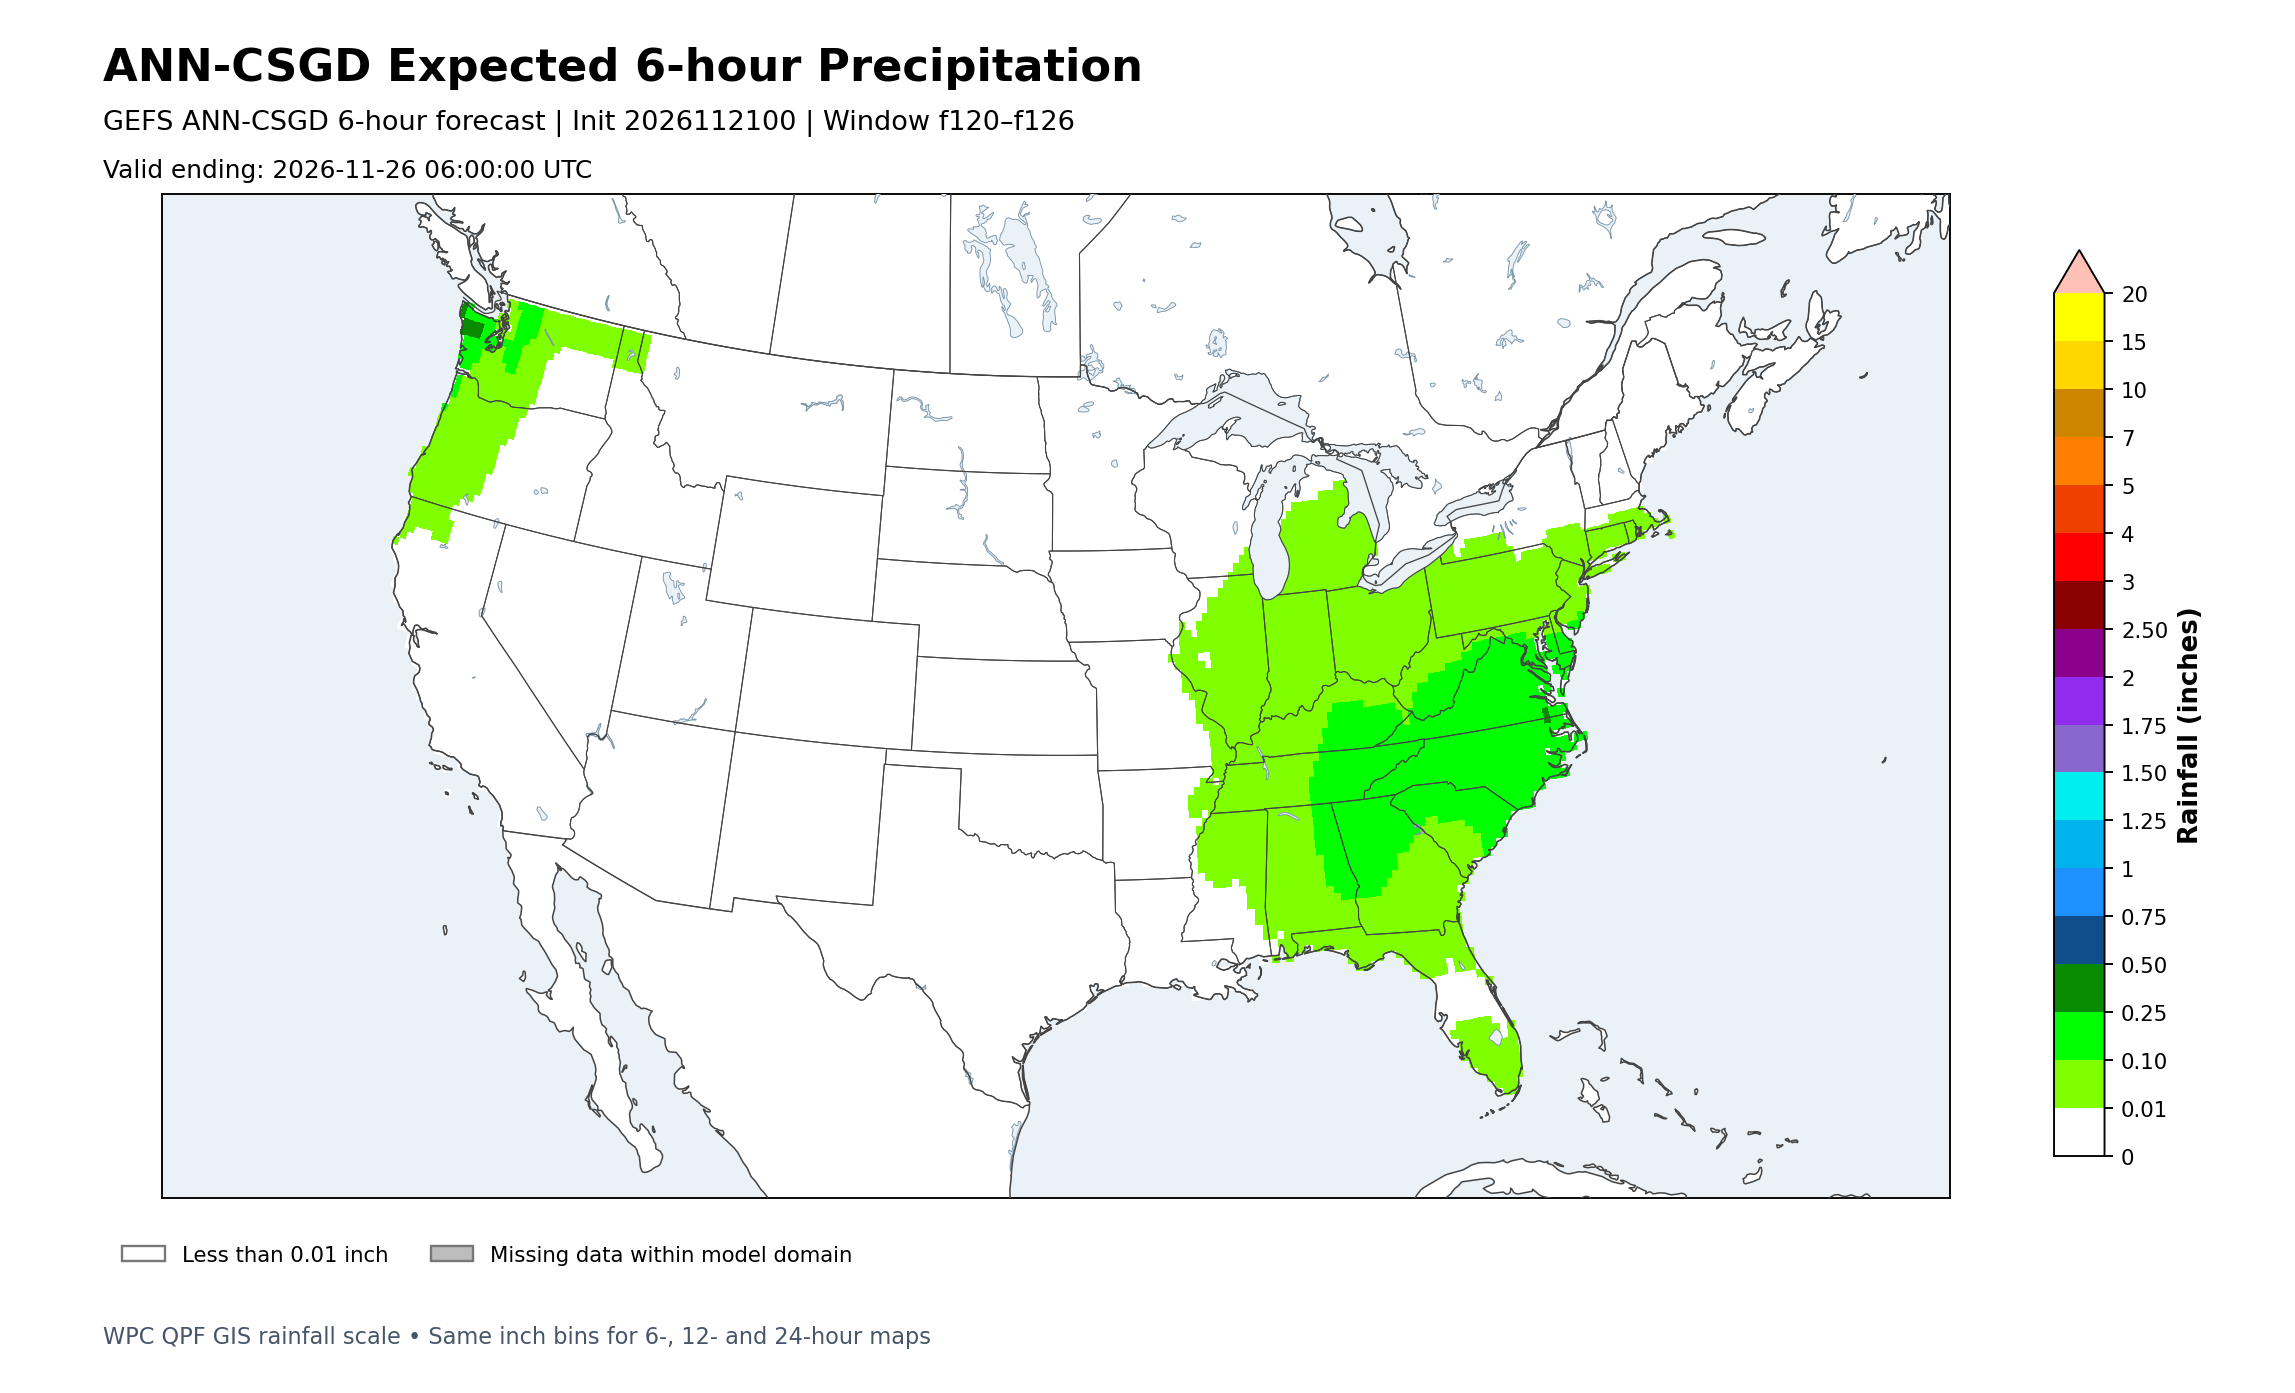 ANN-CSGD Expected 6-hour Precipitation
GEFS ANN-CSGD 6-hour forecast | Init 2026112100 | Window f120–f126
Valid ending: 2026-11-26 06:00:00 UTC
20
15
10
7
5
4
3
2.50
2
1.75
1.50
1.25
1
0.75
0.50
0.25
0.10
0.01
0
Rainfall (inches)
Less than 0.01 inch
Missing data within model domain
WPC QPF GIS rainfall scale • Same inch bins for 6-, 12- and 24-hour maps